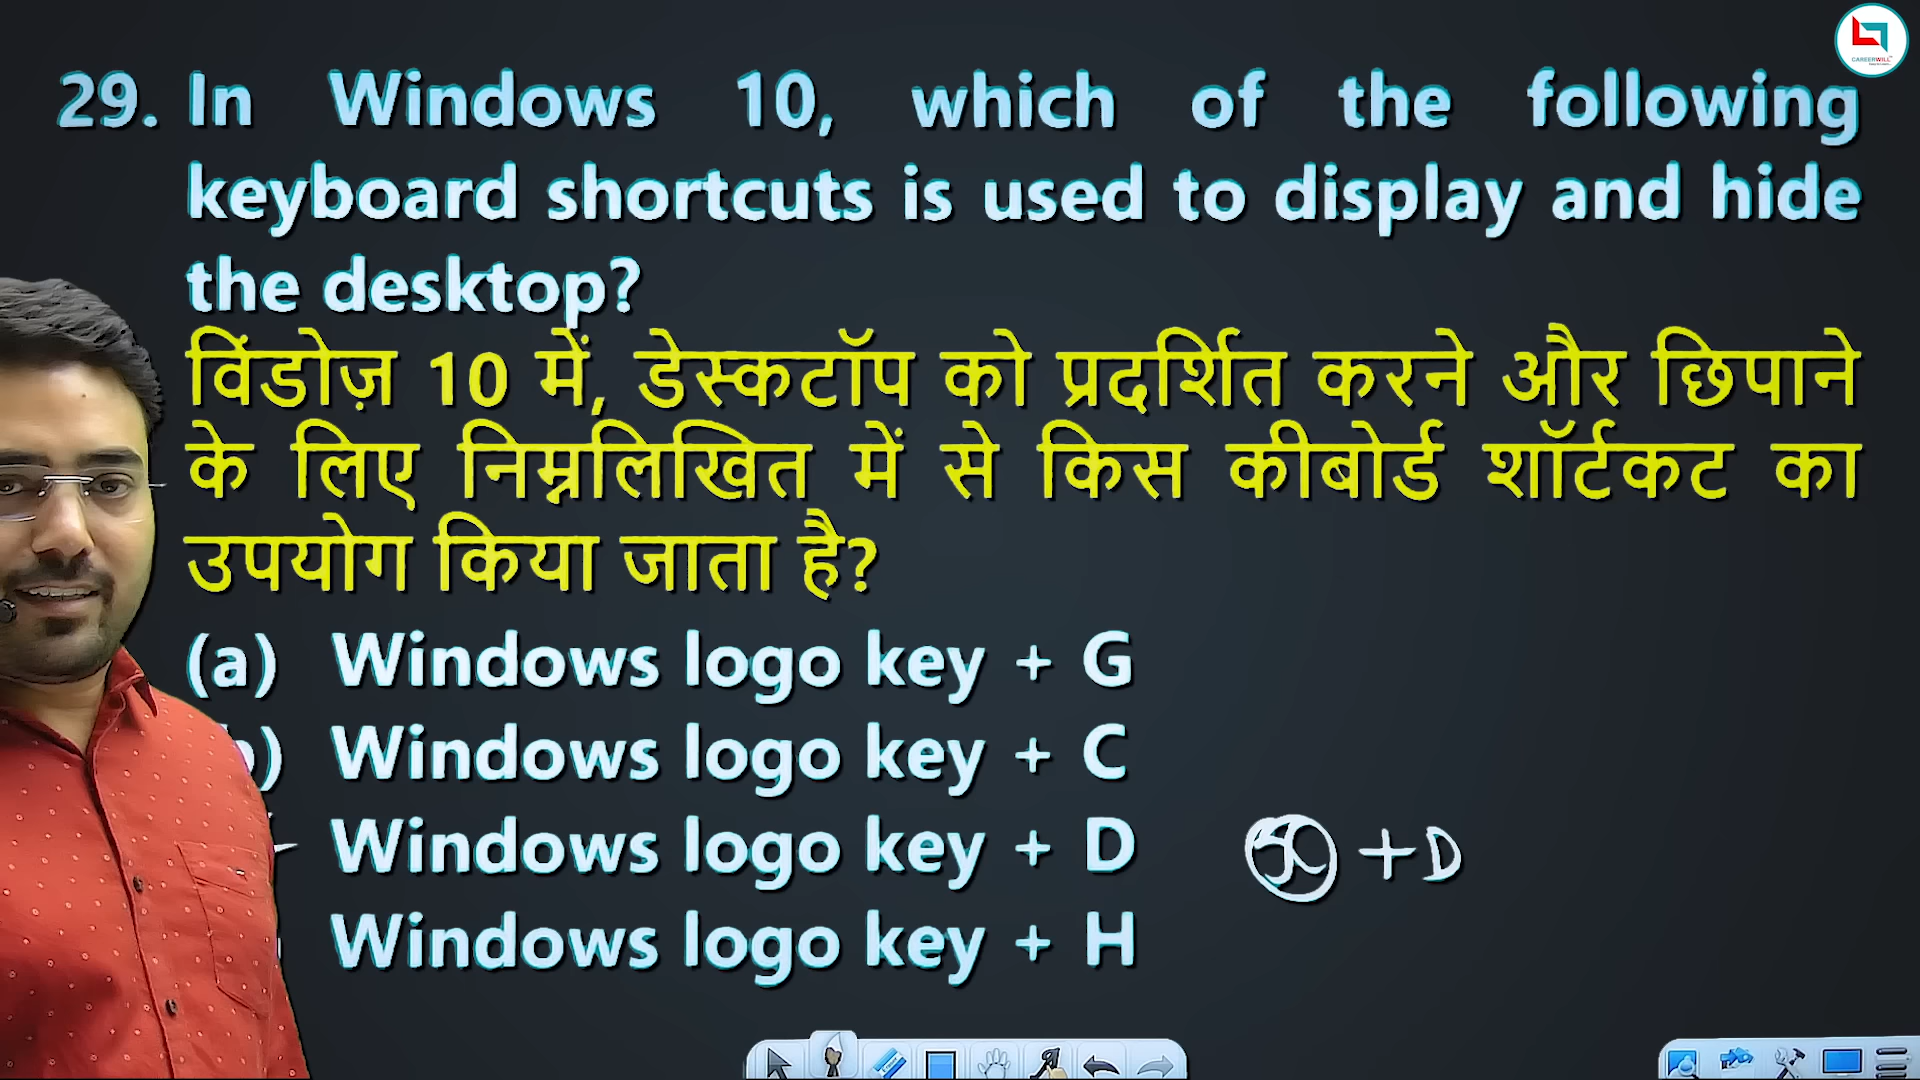 CAREERWILL
29. In Windows 10, which of the following
keyboard shortcuts is used to display and hide
the desktop?
विंडोज़ 10 में, डेस्कटॉप को प्रदर्शित करने और छिपाने
के लिए निम्नलिखित में से किस कीबोर्ड शॉर्टकट का
उपयोग किया जाता है?
(a) Windows logo key + G
) Windows logo key + C
Windows logo key + D +D
Windows logo key + H